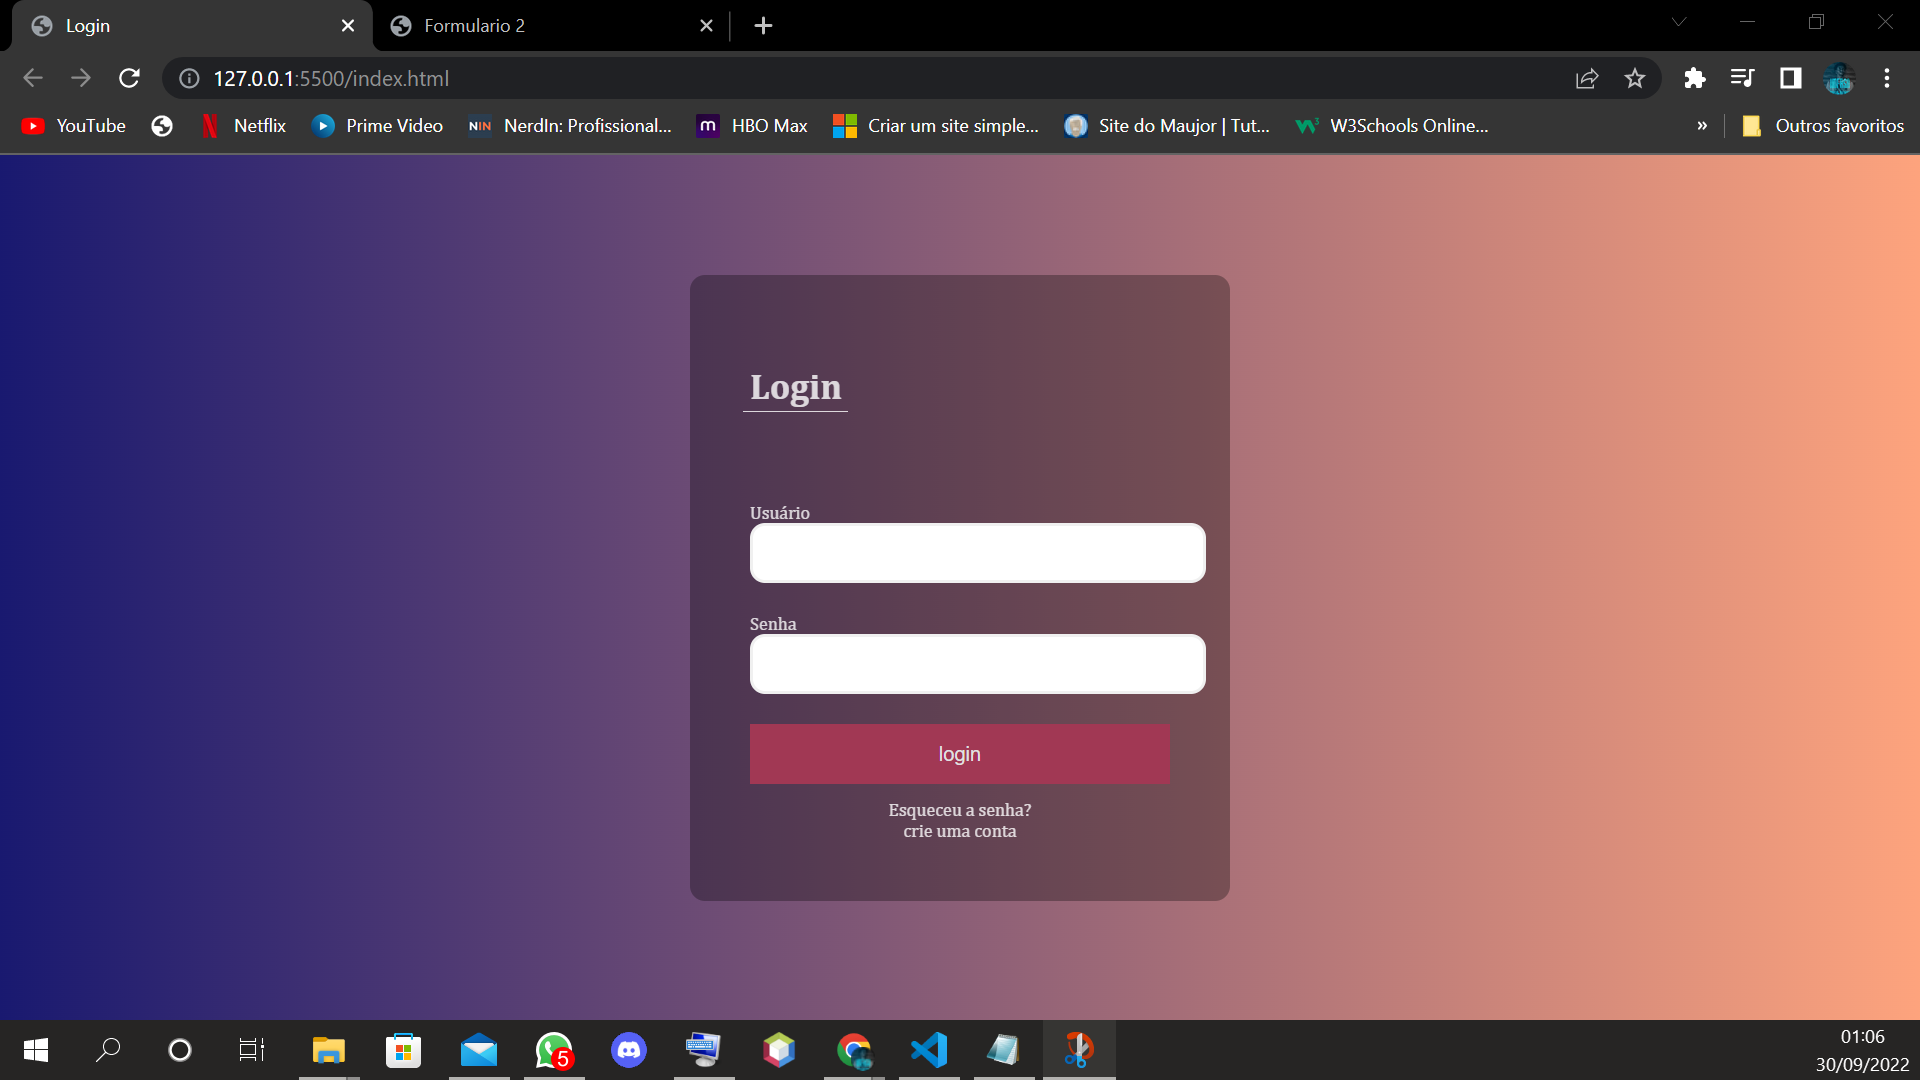 Login
Formulario 2
127.0.0.1:5500/index.html
YouTube
Netflix
Prime Video
NIN
NerdIn: Profissional...
m
HBO Max
Criar um site simple...
Site do Maujor | Tut...
W3Schools Online...
»
Outros favoritos
Login
Usuário
Senha
login
Esqueceu a senha?
crie uma conta
5
01:06
30/09/2022